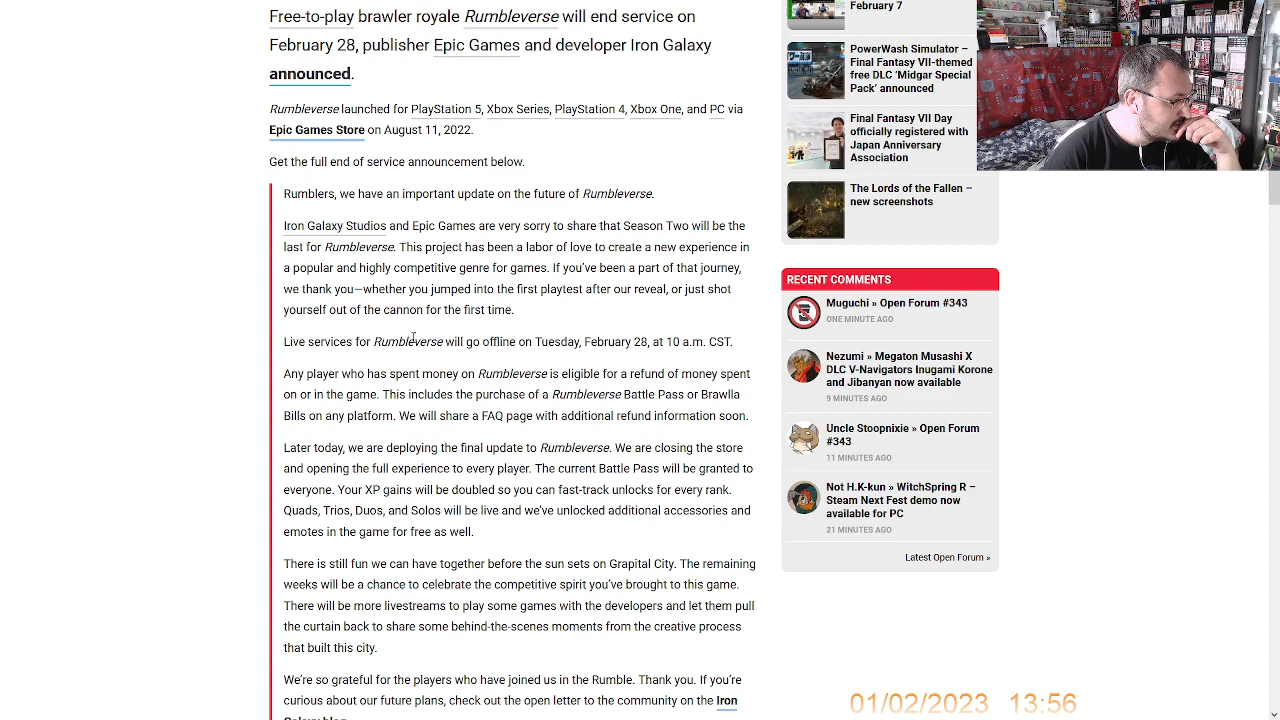 Free-to-play brawler royale Rumbleverse will end service on
February 28, publisher Epic Games and developer Iron Galaxy
announced.
Rumbleverse launched for PlayStation 5, Xbox Series, PlayStation 4, Xbox One, and PC via
Epic Games Store on August 11, 2022.
Get the full end of service announcement below.
Rumblers, we have an important update on the future of Rumbleverse.
Iron Galaxy Studios and Epic Games are very sorry to share that Season Two will be the
last for Rumbleverse. This project has been a labor of love to create a new experience in
a popular and highly competitive genre for games. If you’ve been a part of that journey,
we thank you—whether you jumped into the first playtest after our reveal, or just shot
yourself out of the cannon for the first time.
Live services for Rumbleverse will go offline on Tuesday, February 28, at 10 a.m. CST.
Any player who has spent money on Rumbleverse is eligible for a refund of money spent
on or in the game. This includes the purchase of a Rumbleverse Battle Pass or Brawlla
Bills on any platform. We will share a FAQ page with additional refund information soon.
Later today, we are deploying the final update to Rumbleverse. We are closing the store
and opening the full experience to every player. The current Battle Pass will be granted to
everyone. Your XP gains will be doubled so you can fast-track unlocks for every rank.
Quads, Trios, Duos, and Solos will be live and we’ve unlocked additional accessories and
emotes in the game for free as well.
There is still fun we can have together before the sun sets on Grapital City. The remaining
weeks will be a chance to celebrate the competitive spirit you’ve brought to this game.
There will be more livestreams to play some games with the developers and let them pull
the curtain back to share some behind-the-scenes moments from the creative process
that built this city.
We’re so grateful for the players who have joined us in the Rumble. Thank you. If you’re
curious about our future plans, check out the open letter to the community on the Iron
Galaxy blog
February 7
PowerWash Simulator –
Final Fantasy VII-themed
free DLC ‘Midgar Special
Pack’ announced
Final Fantasy VII Day
officially registered with
Japan Anniversary
Association
The Lords of the Fallen –
new screenshots
RECENT COMMENTS
Muguchi » Open Forum #343
ONE MINUTE AGO
Nezumi » Megaton Musashi X
DLC V-Navigators Inugami Korone
and Jibanyan now available
9 MINUTES AGO
Uncle Stoopnixie » Open Forum
#343
11 MINUTES AGO
Not H.K-kun » WitchSpring R –
Steam Next Fest demo now
available for PC
21 MINUTES AGO
Latest Open Forum »
01/02/2023 13:56